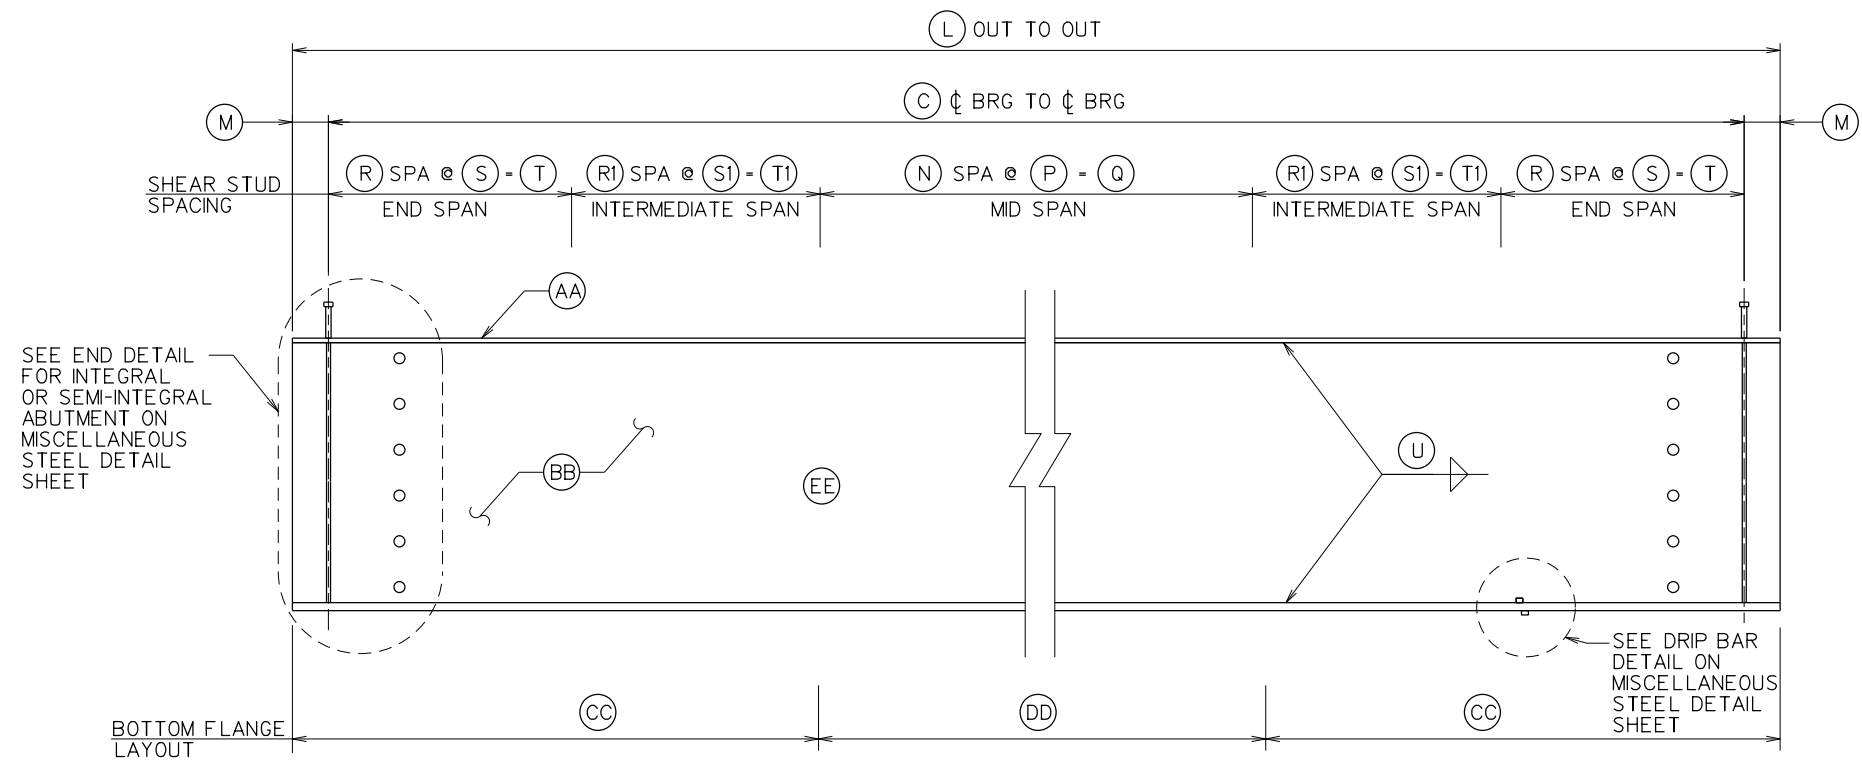 L OUT TO OUT
C ℄ BRG TO ℄ BRG
M
M
SHEAR STUD
SPACING
R SPA @ S = T
R1 SPA @ S1 = T1
N SPA @ P = Q
R1 SPA @ S1 = T1
R SPA @ S = T
END SPAN
INTERMEDIATE SPAN
MID SPAN
INTERMEDIATE SPAN
END SPAN
AA
SEE END DETAIL
FOR INTEGRAL
OR SEMI-INTEGRAL
ABUTMENT ON
MISCELLANEOUS
STEEL DETAIL
SHEET
BB
EE
U
SEE DRIP BAR
DETAIL ON
MISCELLANEOUS
STEEL DETAIL
SHEET
CC
DD
CC
BOTTOM FLANGE
LAYOUT